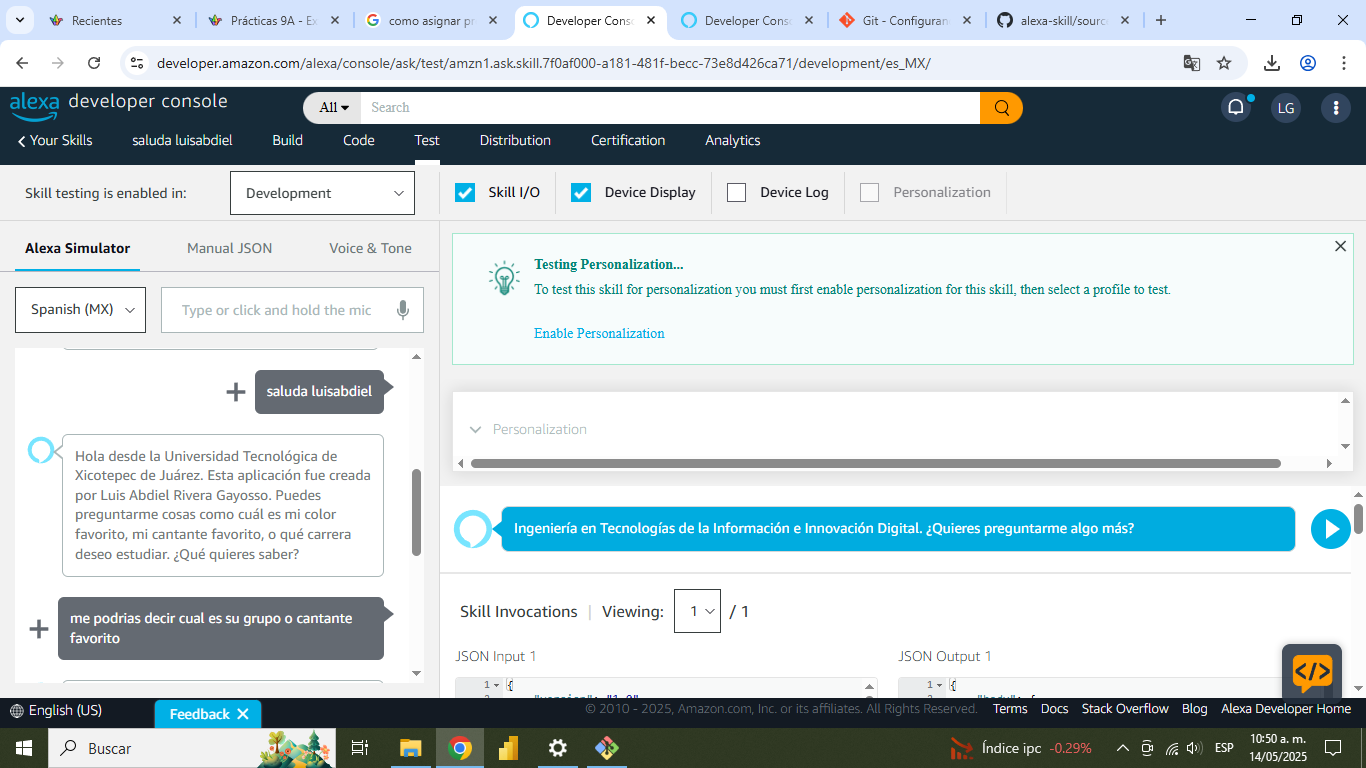 Recientes
Prácticas 9A - Ex
como asignar pr
Developer Conso
Developer Conso
Git - Configuran
alexa-skill/sourc
developer.amazon.com/alexa/console/ask/test/amzn1.ask.skill.7f0af000-a181-481f-becc-73e8d426ca71/development/es_MX/
alexa developer console
All
Search
LG
Your Skills
saluda luisabdiel
Build
Code
Test
Distribution
Certification
Analytics
Skill testing is enabled in:
Development
Skill I/O
Device Display
Device Log
Personalization
Alexa Simulator
Manual JSON
Voice & Tone
Spanish (MX)
Type or click and hold the mic
saluda luisabdiel
Hola desde la Universidad Tecnológica de
Xicotepec de Juárez. Esta aplicación fue creada
por Luis Abdiel Rivera Gayosso. Puedes
preguntarme cosas como cuál es mi color
favorito, mi cantante favorito, o qué carrera
deseo estudiar. ¿Qué quieres saber?
me podrias decir cual es su grupo o cantante
favorito
Testing Personalization...
To test this skill for personalization you must first enable personalization for this skill, then select a profile to test.
Enable Personalization
Personalization
Ingeniería en Tecnologías de la Información e Innovación Digital. ¿Quieres preguntarme algo más?
Skill Invocations | Viewing: 1 / 1
JSON Input 1
1 {
JSON Output 1
1 {
English (US)
Feedback
© 2010 - 2025, Amazon.com, Inc. or its affiliates. All Rights Reserved.
Terms
Docs
Stack Overflow
Blog
Alexa Developer Home
Buscar
Índice ipc -0.29%
ESP
10:50 a. m.
14/05/2025